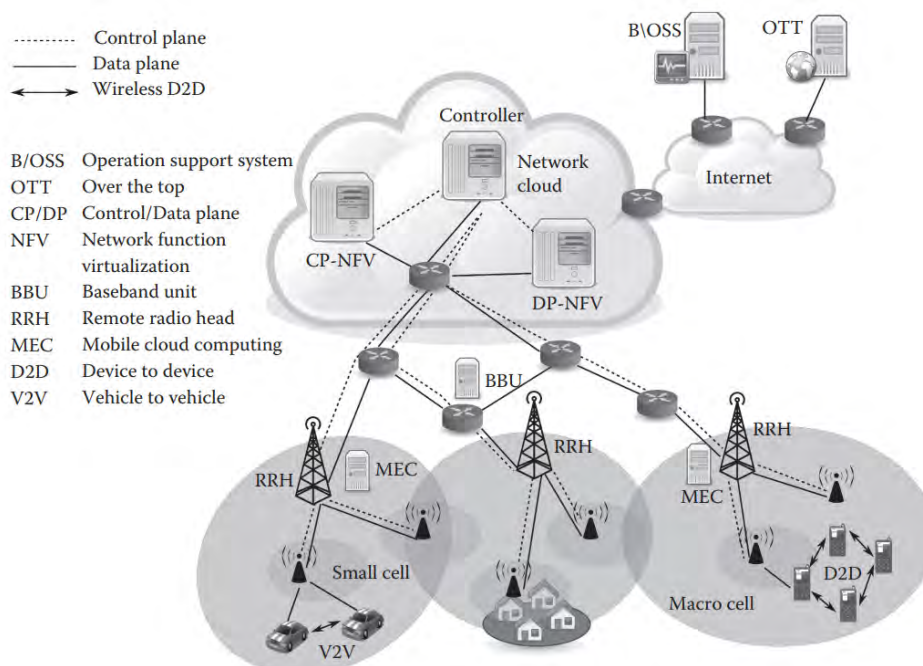 Control plane
Data plane
Wireless D2D
B/OSS Operation support system
OTT Over the top
CP/DP Control/Data plane
NFV Network function
virtualization
BBU Baseband unit
RRH Remote radio head
MEC Mobile cloud computing
D2D Device to device
V2V Vehicle to vehicle
B\OSS
OTT
Internet
Controller
Network
cloud
CP-NFV
DP-NFV
BBU
RRH
MEC
RRH
RRH
MEC
Small cell
V2V
D2D
Macro cell